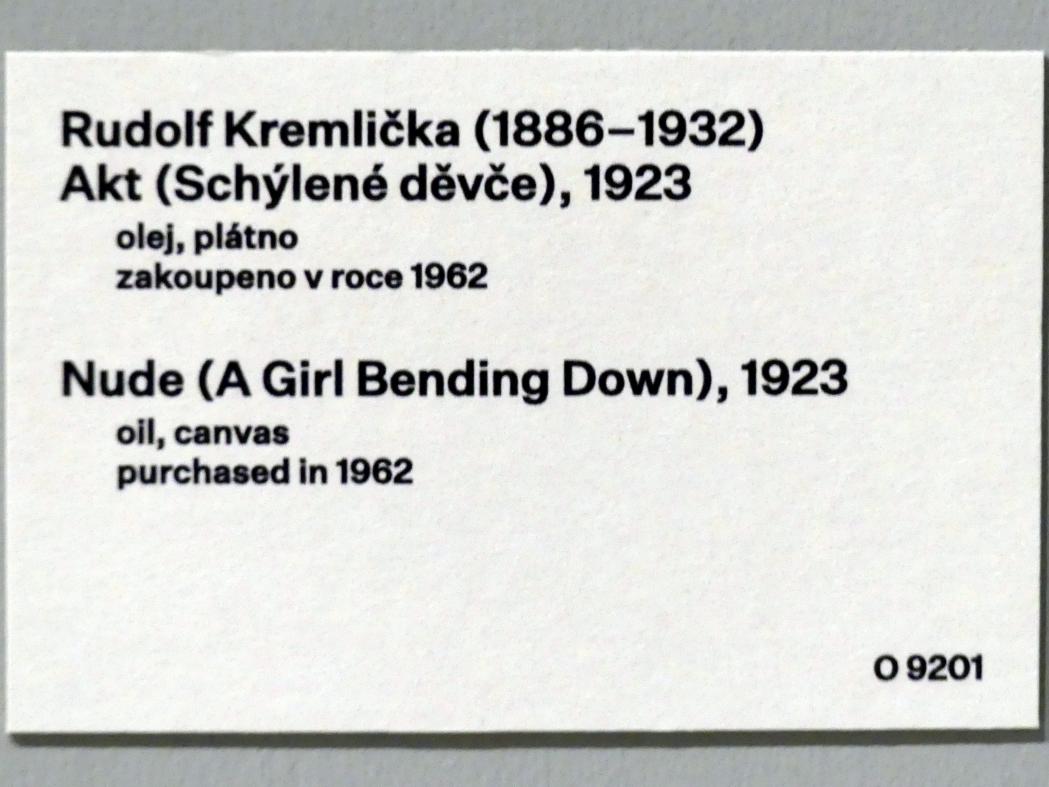 Rudolf Kremlička (1886–1932)
Akt (Schýlené děvče), 1923
olej, plátno
zakoupeno v roce 1962
Nude (A Girl Bending Down), 1923
oil, canvas
purchased in 1962
O 9201